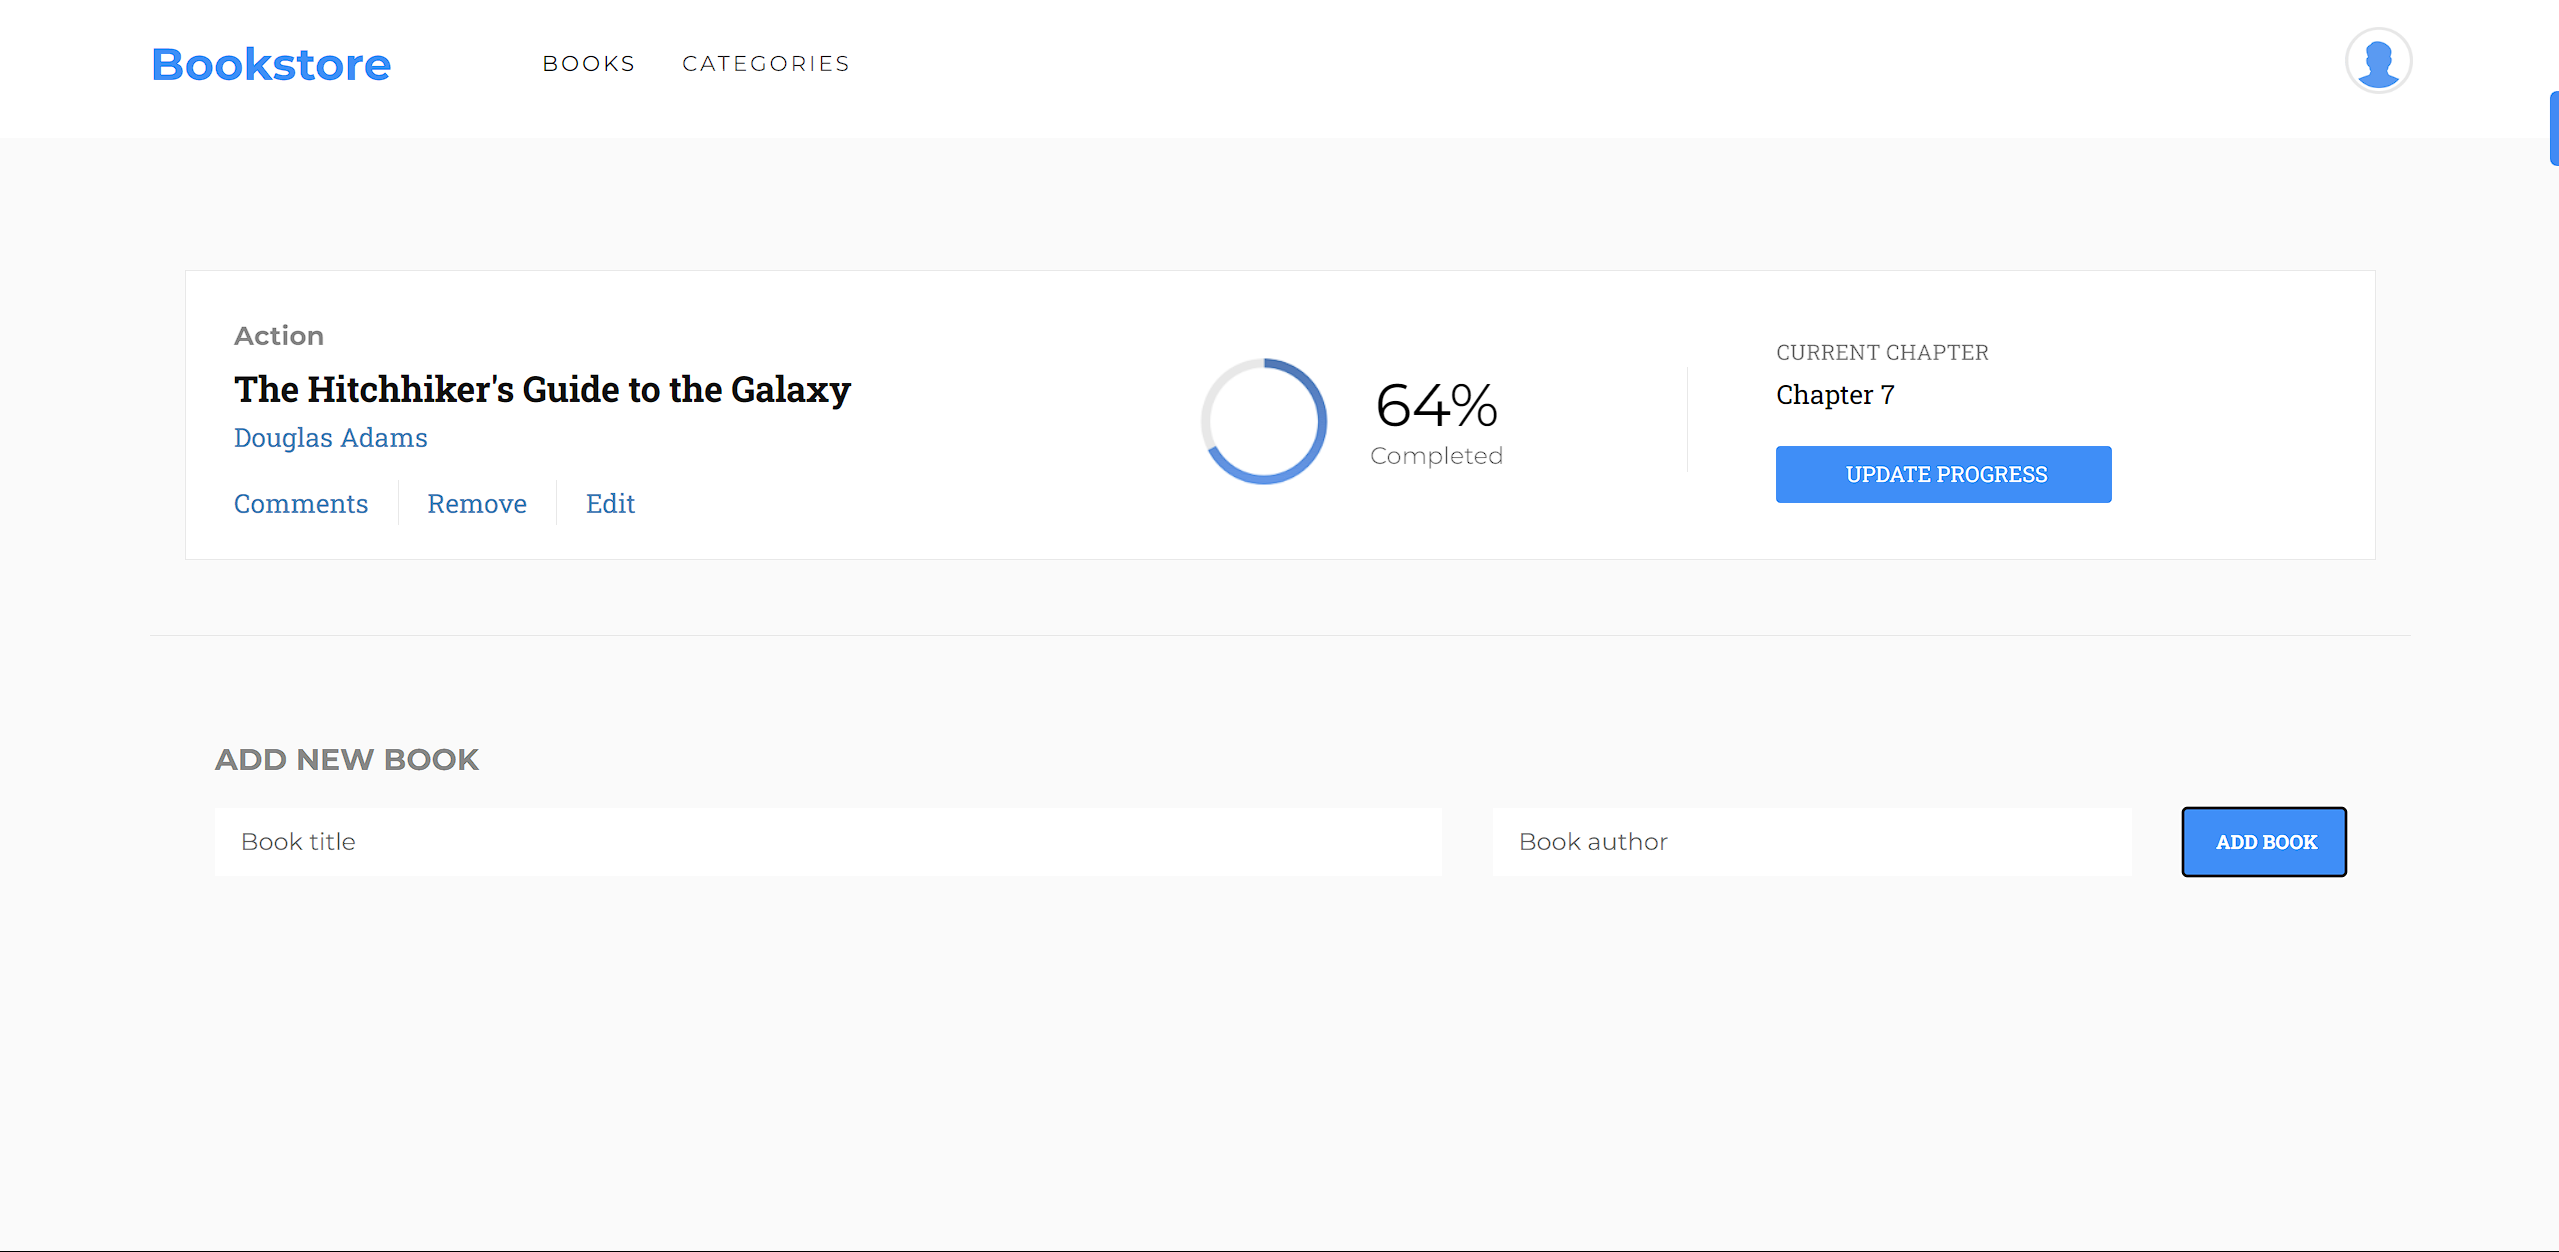 Bookstore BOOKS CATEGORIES
Action
The Hitchhiker's Guide to the Galaxy
Douglas Adams
Comments Remove Edit
64%
Completed
CURRENT CHAPTER
Chapter 7
UPDATE PROGRESS
ADD NEW BOOK
Book title Book author ADD BOOK